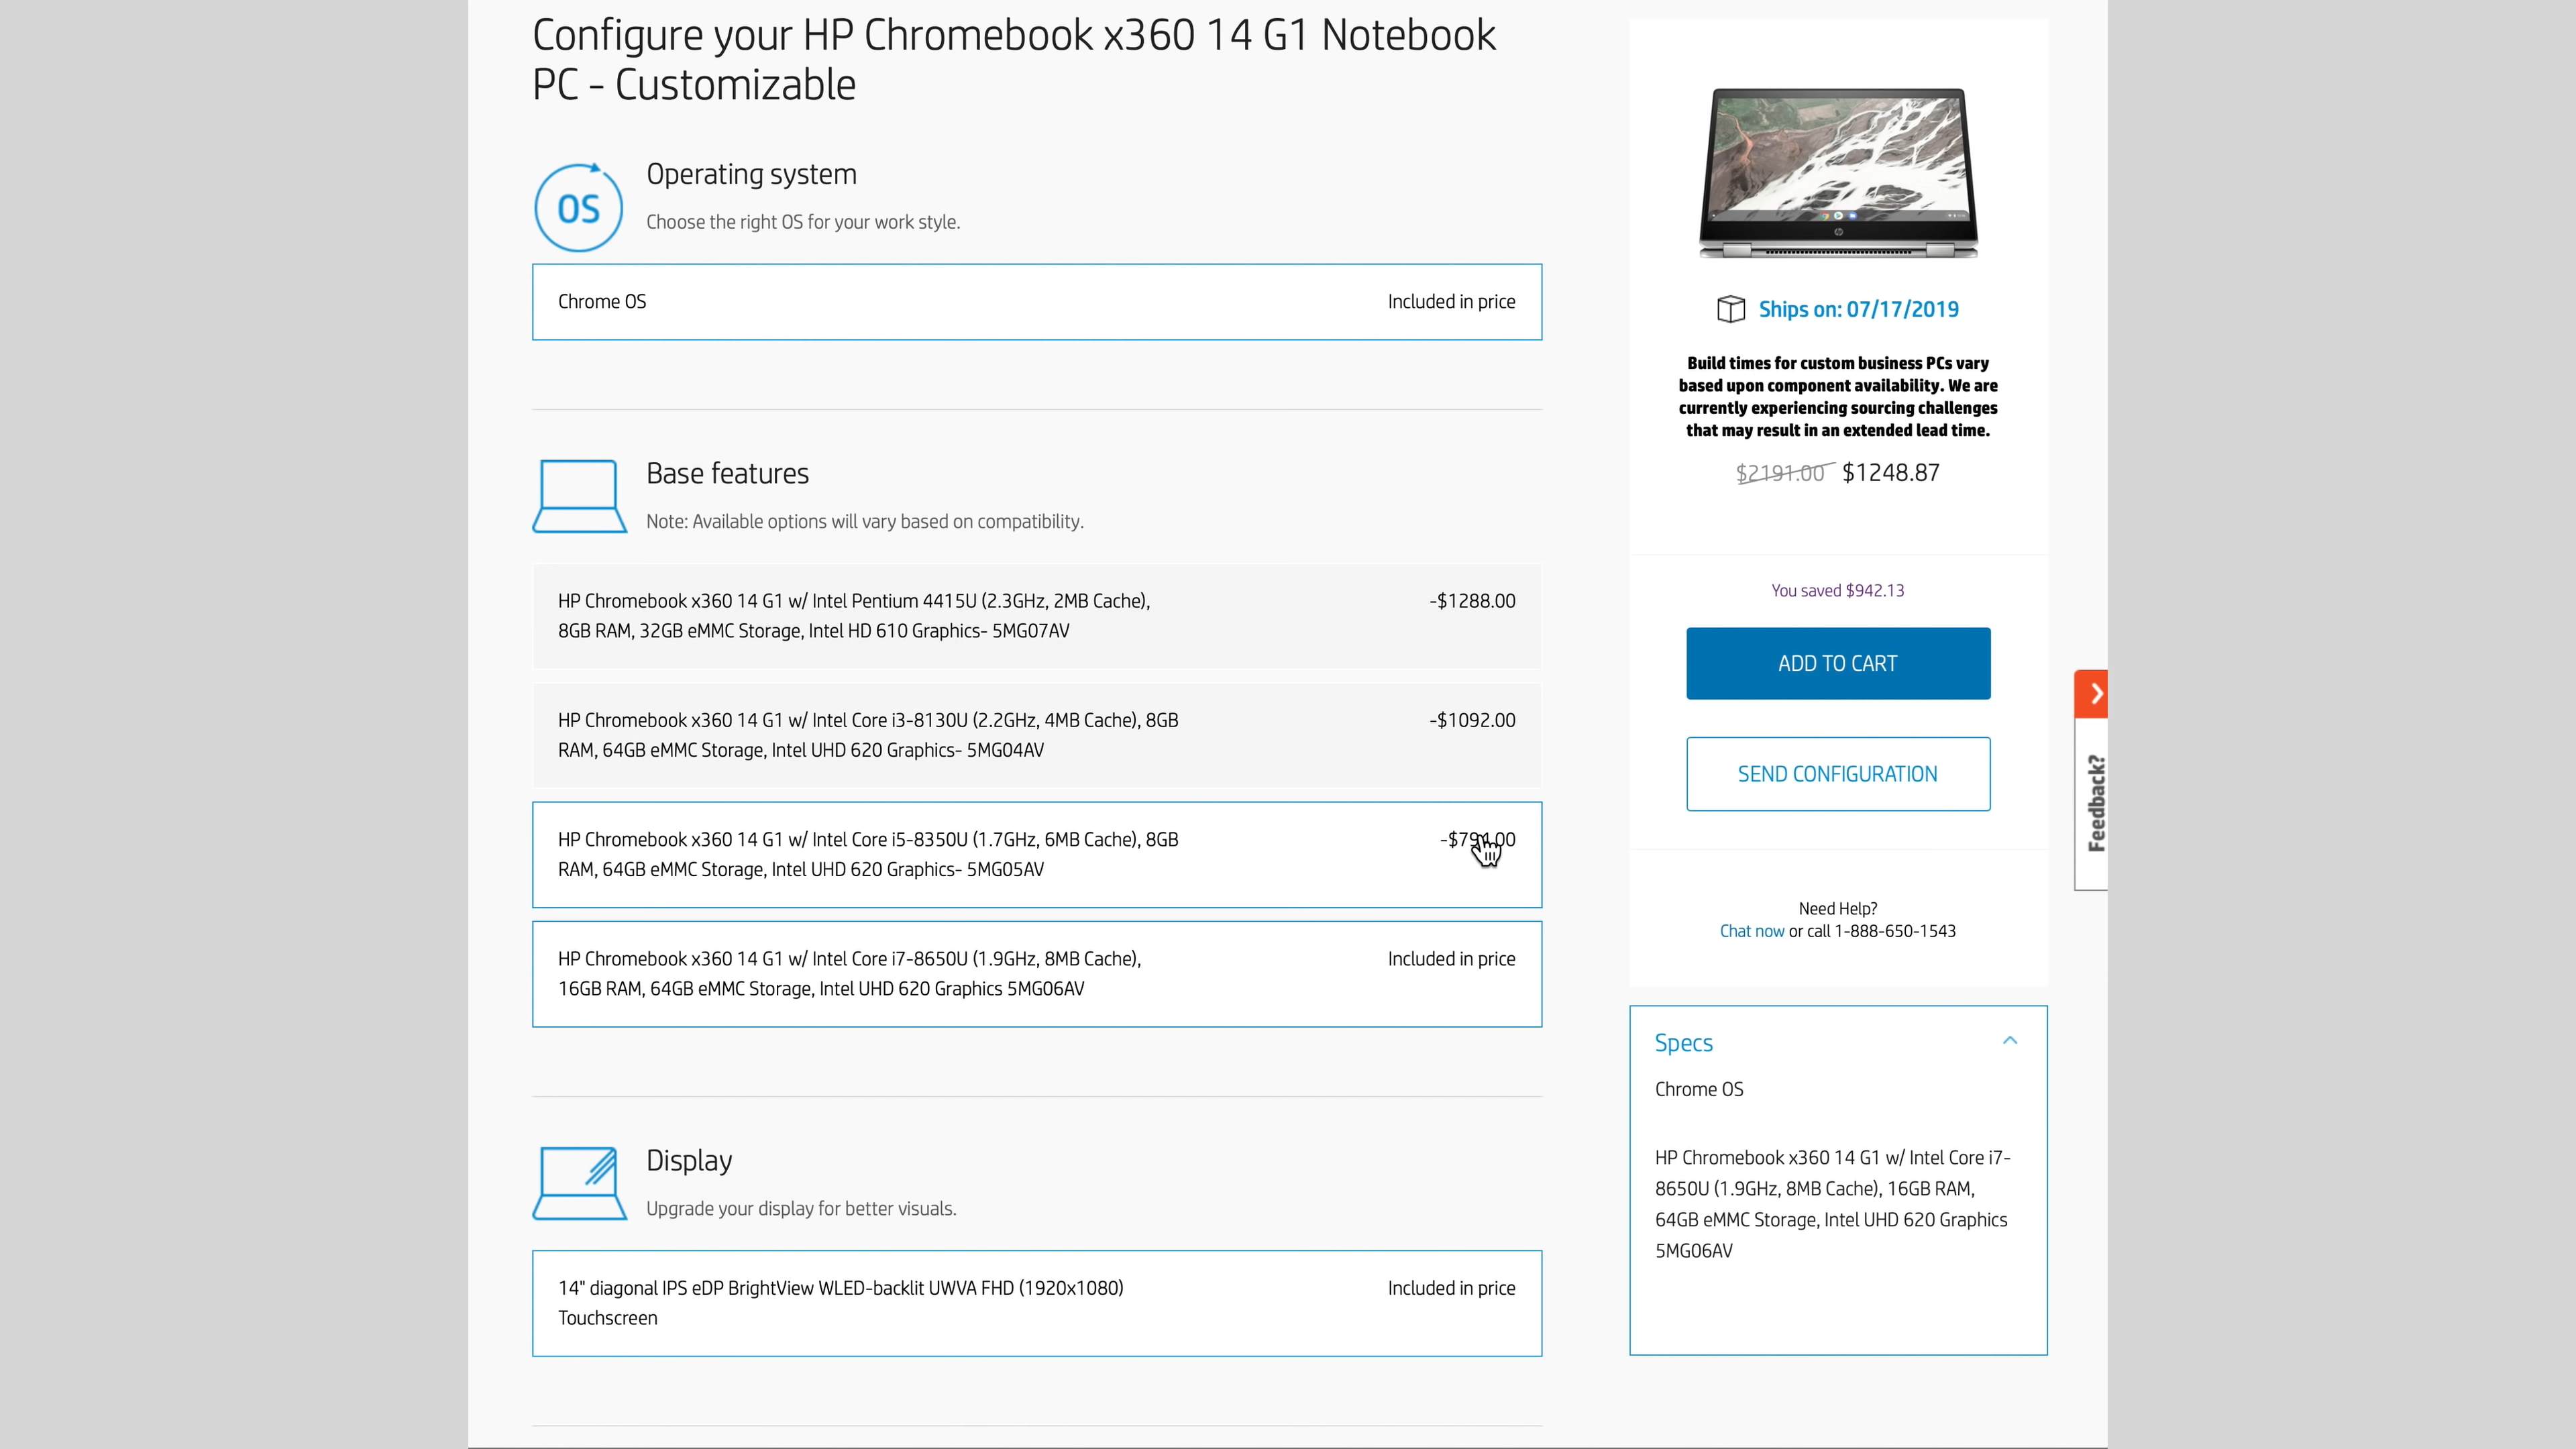 Configure your HP Chromebook x360 14 G1 Notebook
PC - Customizable
OS
Operating system
Choose the right OS for your work style.
Chrome OS
Included in price
Base features
Note: Available options will vary based on compatibility.
HP Chromebook x360 14 G1 w/ Intel Pentium 4415U (2.3GHz, 2MB Cache),
8GB RAM, 32GB eMMC Storage, Intel HD 610 Graphics- 5MG07AV
-$1288.00
HP Chromebook x360 14 G1 w/ Intel Core i3-8130U (2.2GHz, 4MB Cache), 8GB
RAM, 64GB eMMC Storage, Intel UHD 620 Graphics- 5MG04AV
-$1092.00
HP Chromebook x360 14 G1 w/ Intel Core i5-8350U (1.7GHz, 6MB Cache), 8GB
RAM, 64GB eMMC Storage, Intel UHD 620 Graphics- 5MG05AV
HP Chromebook x360 14 G1 w/ Intel Core i7-8650U (1.9GHz, 8MB Cache),
16GB RAM, 64GB eMMC Storage, Intel UHD 620 Graphics 5MG06AV
Included in price
Display
Upgrade your display for better visuals.
14" diagonal IPS eDP BrightView WLED-backlit UWVA FHD (1920x1080)
Touchscreen
Included in price
Ships on: 07/17/2019
Build times for custom business PCs vary
based upon component availability. We are
currently experiencing sourcing challenges
that may result in an extended lead time.
$2191.00 $1248.87
You saved $942.13
ADD TO CART
SEND CONFIGURATION
Need Help?
Chat now or call 1-888-650-1543
Specs
Chrome OS
HP Chromebook x360 14 G1 w/ Intel Core i7-
8650U (1.9GHz, 8MB Cache), 16GB RAM,
64GB eMMC Storage, Intel UHD 620 Graphics
5MG06AV
Feedback?